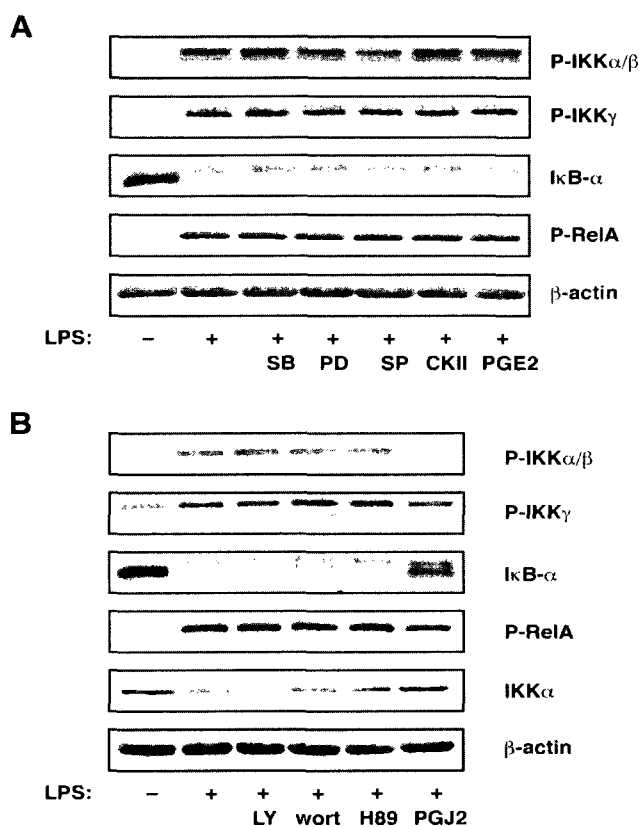 A
P-IKKα/β
P-IKKγ
IκB-α
P-RelA
β-actin
LPS: – + + + + + +
SB PD SP CKII PGE2
B
P-IKKα/β
P-IKKγ
IκB-α
P-RelA
IKKα
β-actin
LPS: – + + + + +
LY wort H89 PGJ2